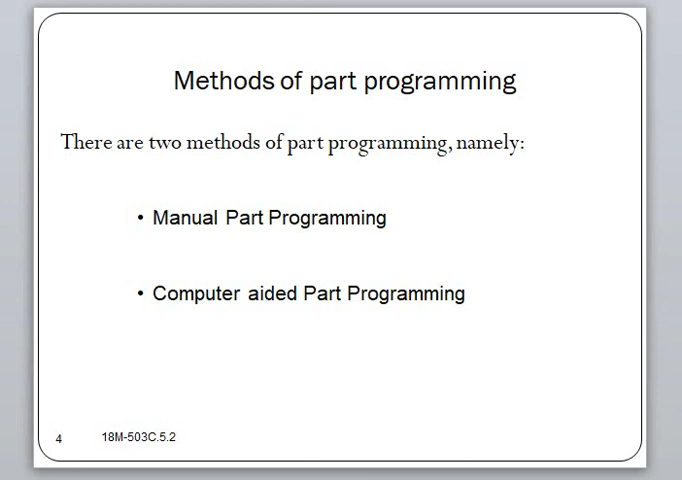 Methods of part programming
There are two methods of part programming, namely:
• Manual Part Programming
• Computer aided Part Programming
4 18M-503C.5.2